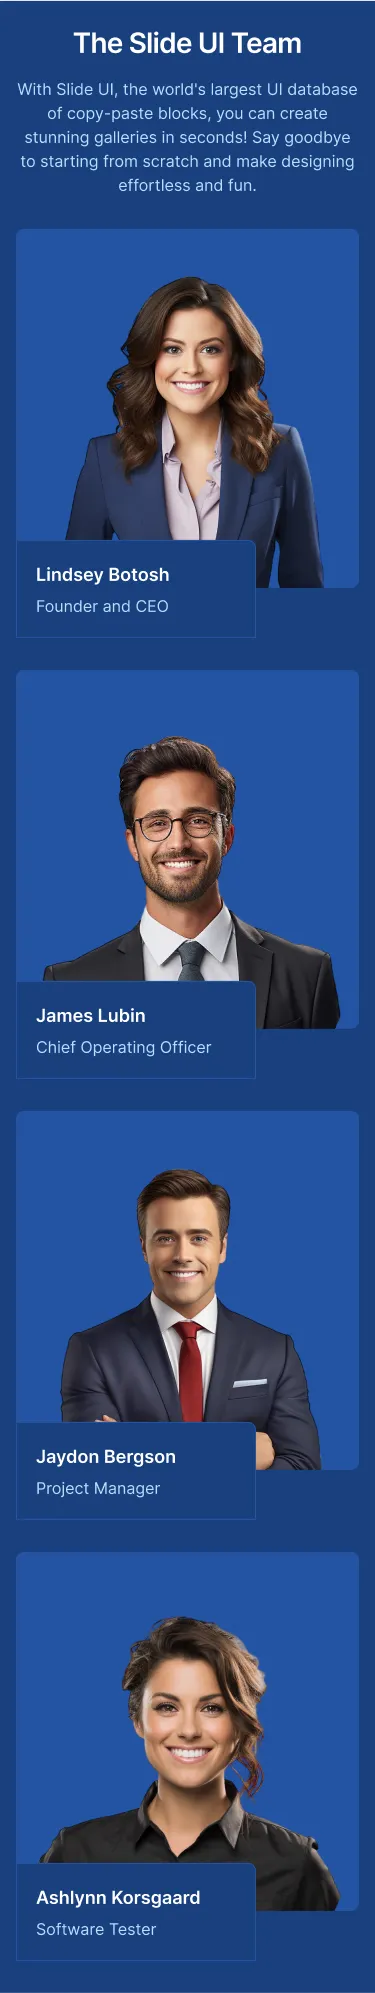 The Slide UI Team
With Slide UI, the world's largest UI database
of copy-paste blocks, you can create
stunning galleries in seconds! Say goodbye
to starting from scratch and make designing
effortless and fun.
Lindsey Botosh
Founder and CEO
James Lubin
Chief Operating Officer
Jaydon Bergson
Project Manager
Ashlynn Korsgaard
Software Tester